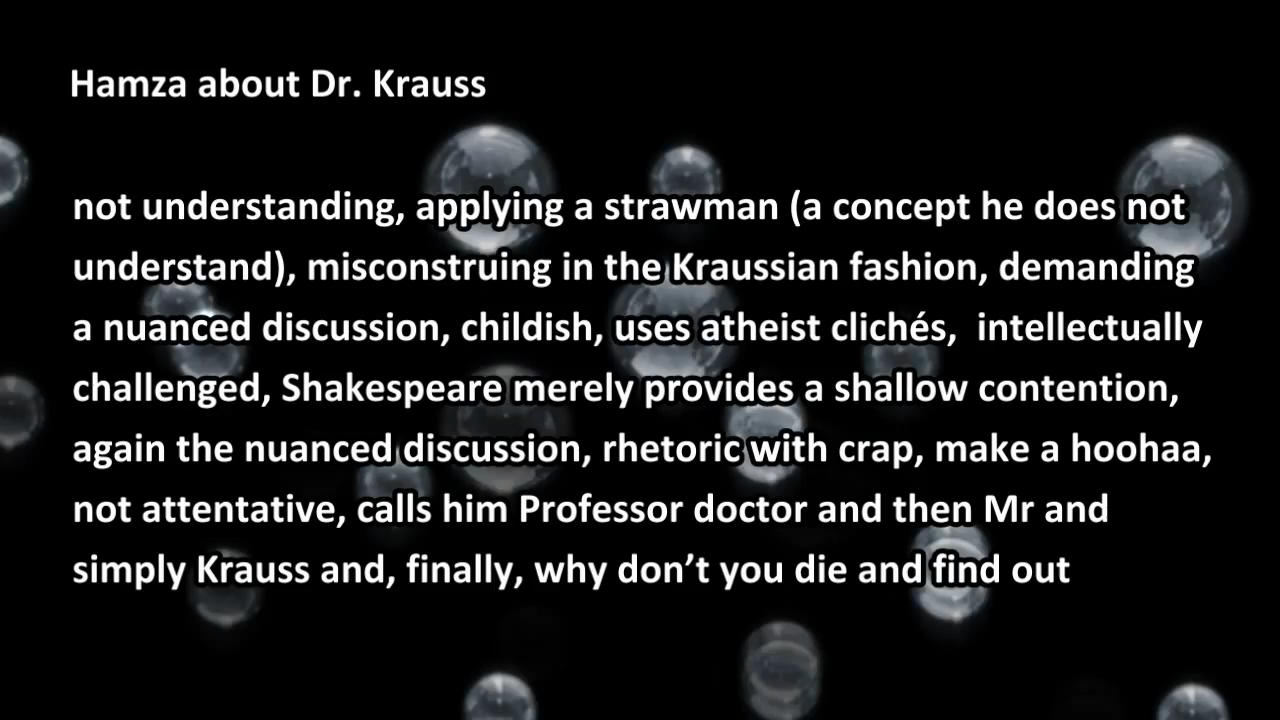 Hamza about Dr. Krauss
not understanding, applying a strawman (a concept he does not
understand), misconstruing in the Kraussian fashion, demanding
a nuanced discussion, childish, uses atheist clichés,  intellectually
challenged, Shakespeare merely provides a shallow contention,
again the nuanced discussion, rhetoric with crap, make a hoohaa,
not attentative, calls him Professor doctor and then Mr and
simply Krauss and, finally, why don’t you die and find out